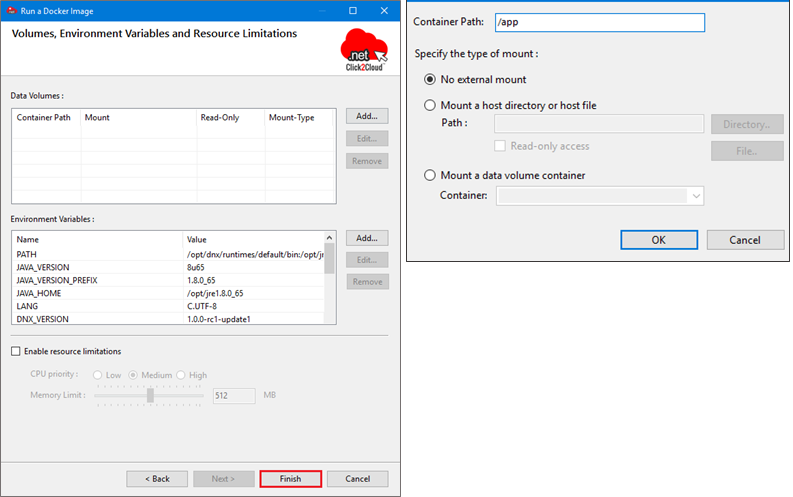 Run a Docker Image
Volumes, Environment Variables and Resource Limitations
.net
Click2Cloud
Data Volumes :
Container Path Mount Read-Only Mount-Type
Add...
Edit...
Remove
Environment Variables :
Name Value
PATH /opt/dnx/runtimes/default/bin:/opt/jr
JAVA_VERSION 8u65
JAVA_VERSION_PREFIX 1.8.0_65
JAVA_HOME /opt/jre1.8.0_65
LANG C.UTF-8
DNX_VERSION 1.0.0-rc1-update1
Add...
Edit...
Remove
Enable resource limitations
CPU priority : Low Medium High
Memory Limit : 512 MB
< Back Next > Finish Cancel
Container Path: /app
Specify the type of mount :
No external mount
Mount a host directory or host file
Path : Directory..
Read-only access File..
Mount a data volume container
Container:
OK Cancel